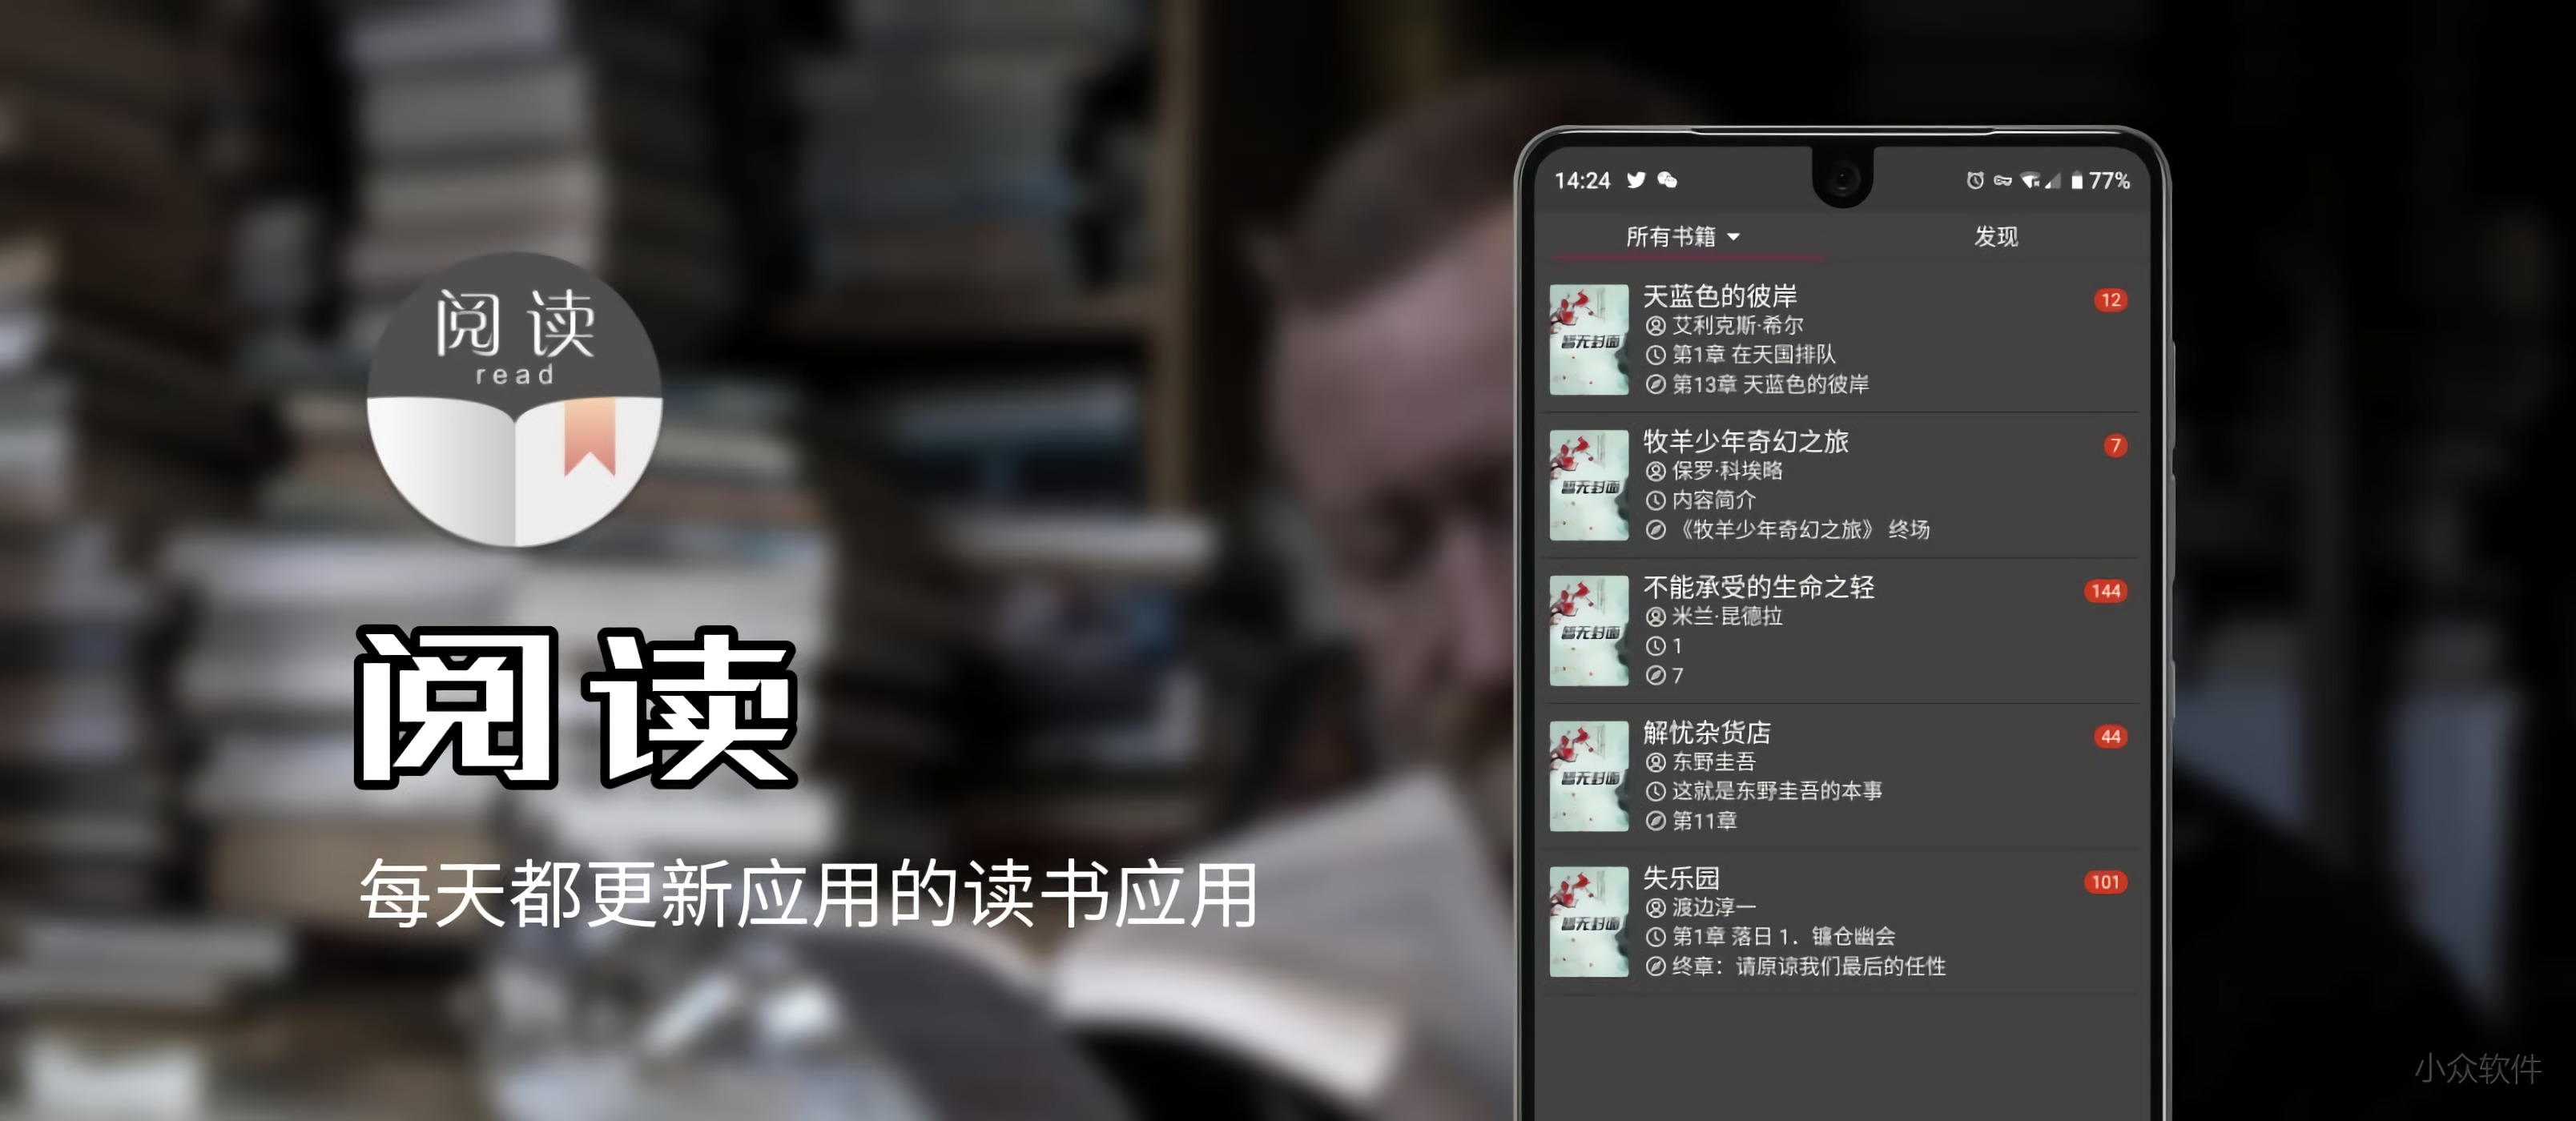 阅读
read
阅读
每天都更新应用的读书应用
14:24
77%
所有书籍
发现
天蓝色的彼岸
12
艾利克斯·希尔
第1章 在天国排队
第13章 天蓝色的彼岸
暂无封面
牧羊少年奇幻之旅
7
保罗·科埃略
内容简介
《牧羊少年奇幻之旅》 终场
暂无封面
不能承受的生命之轻
144
米兰·昆德拉
1
7
暂无封面
解忧杂货店
44
东野圭吾
这就是东野圭吾的本事
第11章
暂无封面
失乐园
101
渡边淳一
第1章 落日 1．镰仓幽会
终章：请原谅我们最后的任性
暂无封面
小众软件